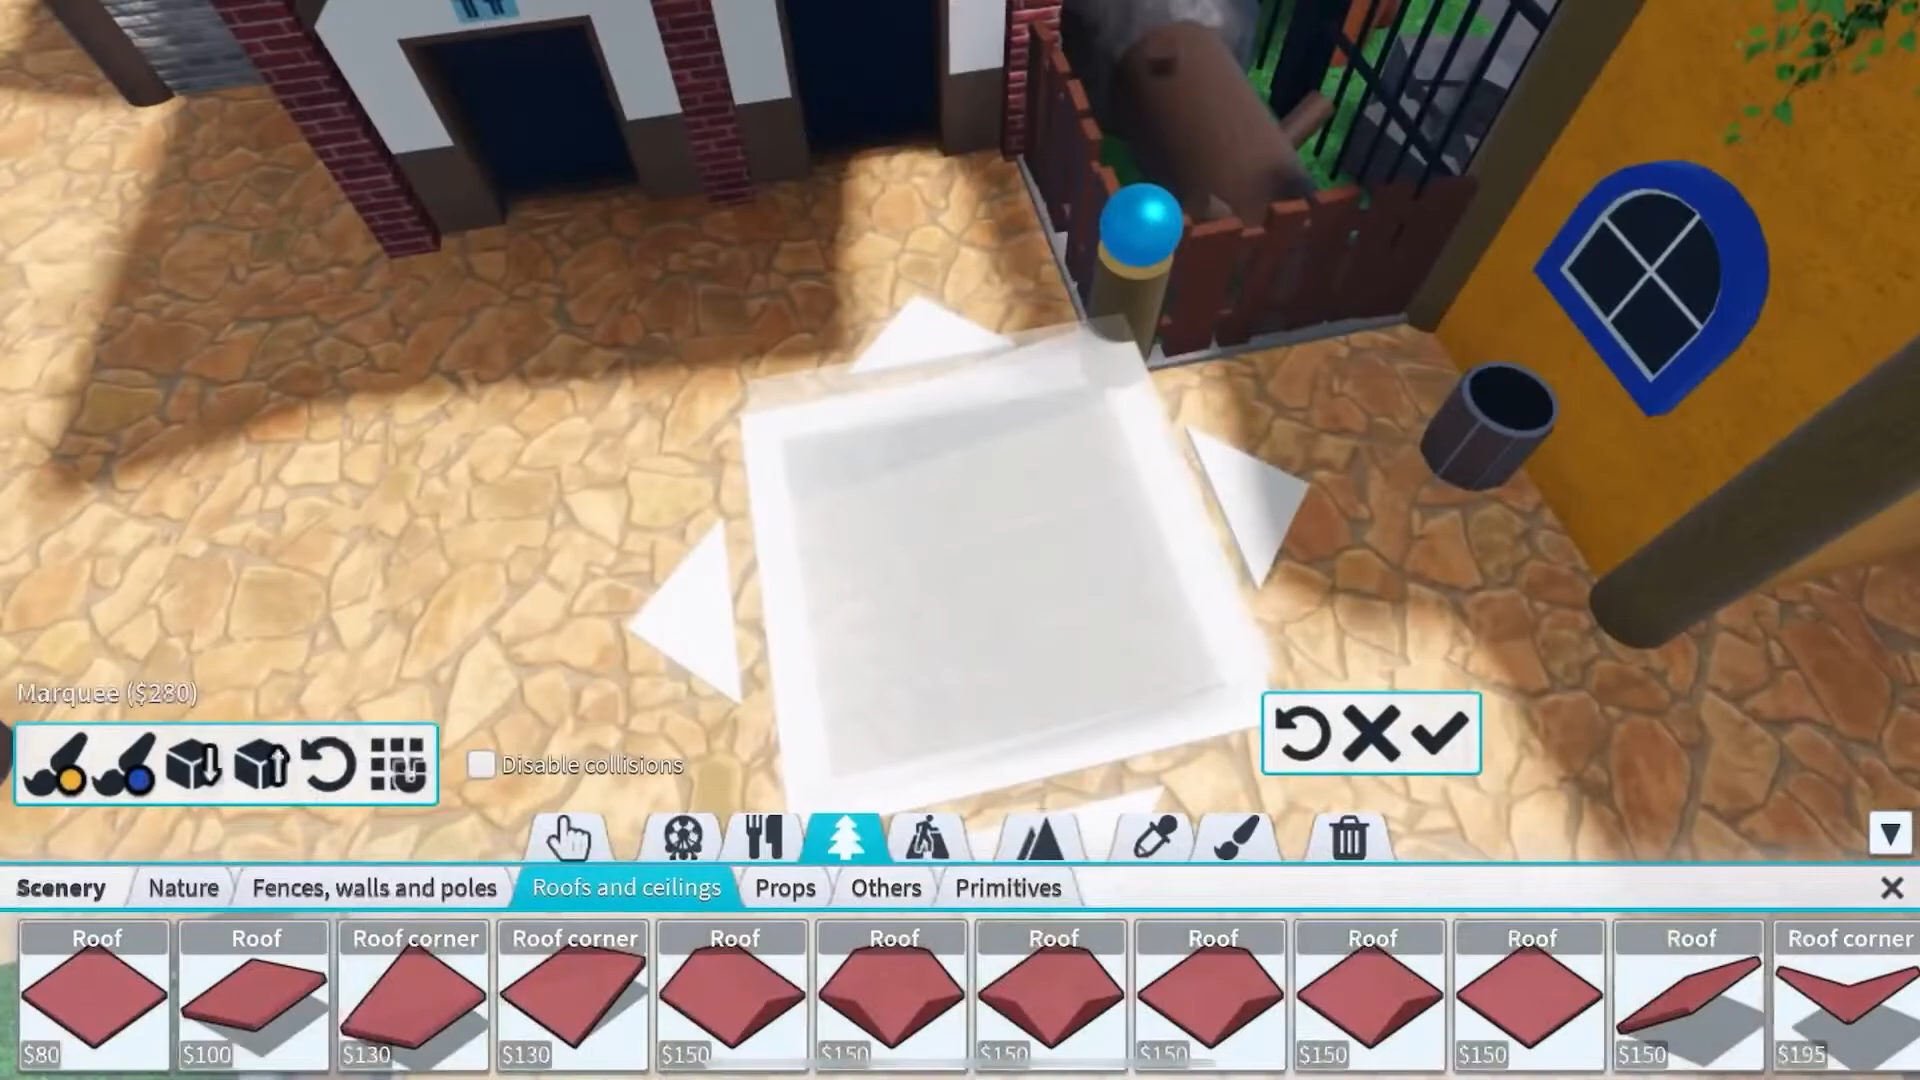 Marquee ($280)
Disable collisions
Scenery
Nature
Fences, walls and poles
Roofs and ceilings
Props
Others
Primitives
Roof
Roof
Roof corner
Roof corner
Roof
Roof
Roof
Roof
Roof
Roof
Roof
Roof corner
$80
$100
$130
$130
$150
$150
$150
$150
$150
$150
$150
$195